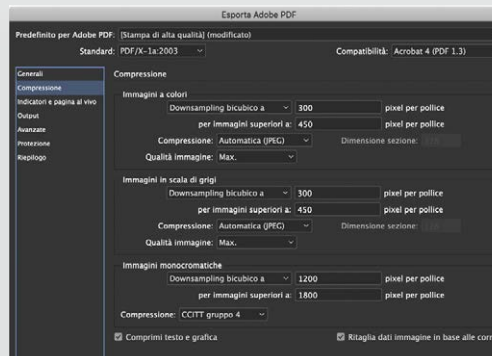 Esporta Adobe PDF
Predefinito per Adobe PDF: [Stampa di alta qualità] (modificato)
Standard: PDF/X-1a:2003 Compatibilità: Acrobat 4 (PDF 1.3)
Generali
Compressione
Indicatori e pagina al vivo
Output
Avanzate
Protezione
Riepilogo
Compressione
Immagini a colori
Downsampling bicubico a 300 pixel per pollice
per immagini superiori a: 450 pixel per pollice
Compressione: Automatica (JPEG) Dimensione sezione:
Qualità immagine: Max.
Immagini in scala di grigi
Downsampling bicubico a 300 pixel per pollice
per immagini superiori a: 450 pixel per pollice
Compressione: Automatica (JPEG) Dimensione sezione:
Qualità immagine: Max.
Immagini monocromatiche
Downsampling bicubico a 1200 pixel per pollice
per immagini superiori a: 1800 pixel per pollice
Compressione: CCITT gruppo 4
Comprimi testo e grafica Ritaglia dati immagine in base alle corn